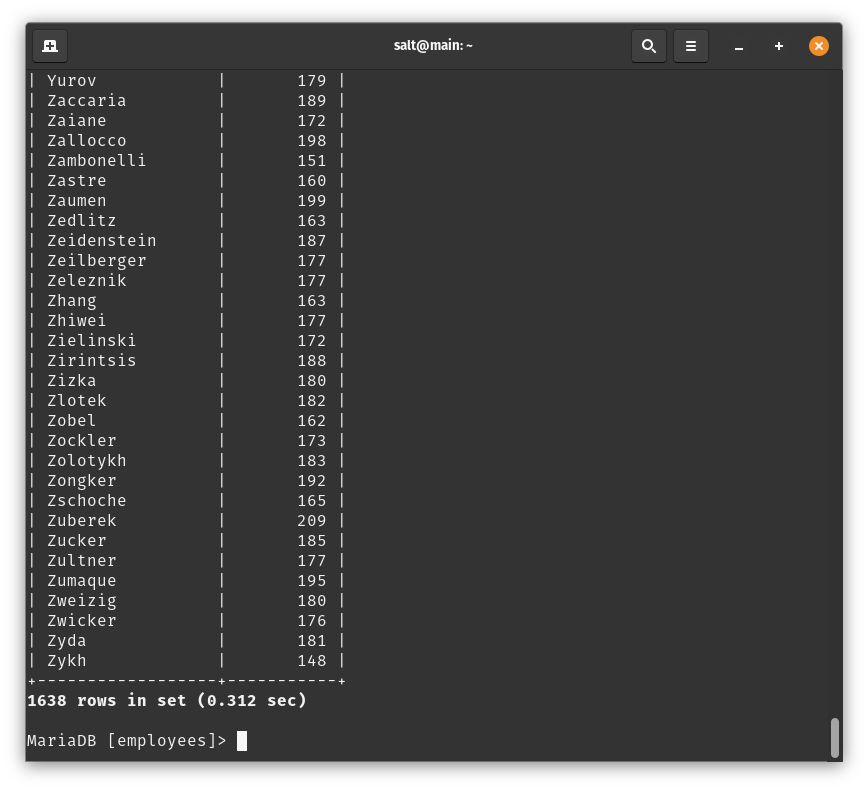 salt@main: ~
| Yurov            |       179 |
| Zaccaria         |       189 |
| Zaiane           |       172 |
| Zallocco         |       198 |
| Zambonelli       |       151 |
| Zastre           |       160 |
| Zaumen           |       199 |
| Zedlitz          |       163 |
| Zeidenstein      |       187 |
| Zeilberger       |       177 |
| Zeleznik         |       177 |
| Zhang            |       163 |
| Zhiwei           |       177 |
| Zielinski        |       172 |
| Zirintsis        |       188 |
| Zizka            |       180 |
| Zlotek           |       182 |
| Zobel            |       162 |
| Zockler          |       173 |
| Zolotykh         |       183 |
| Zongker          |       192 |
| Zschoche         |       165 |
| Zuberek          |       209 |
| Zucker           |       185 |
| Zultner          |       177 |
| Zumaque          |       195 |
| Zweizig          |       180 |
| Zwicker          |       176 |
| Zyda             |       181 |
| Zykh             |       148 |
+------------------+-----------+
1638 rows in set (0.312 sec)
MariaDB [employees]>